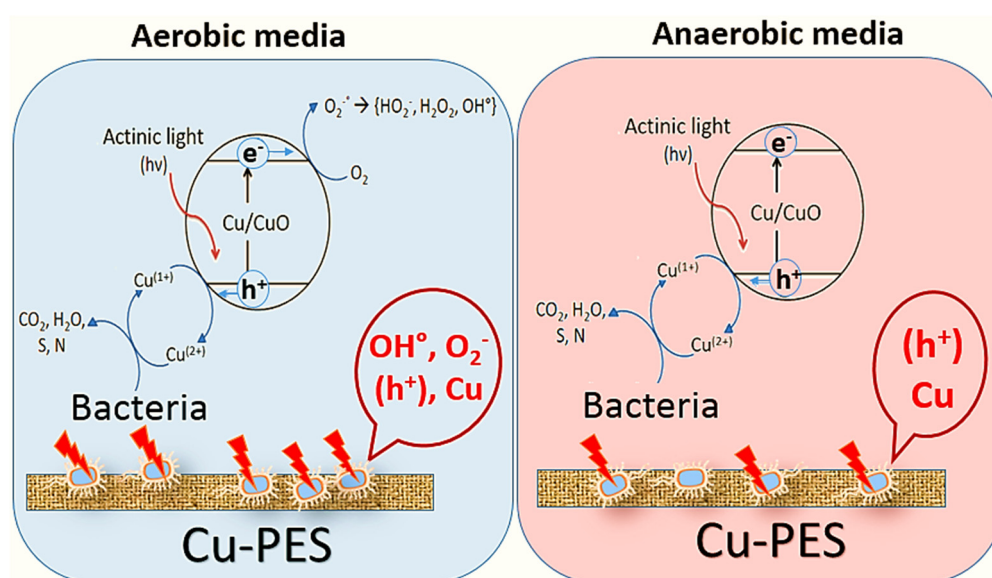 Aerobic media
O₂⁻° → {HO₂⁻, H₂O₂, OH°}
Actinic light
(hν)
e⁻
O₂
Cu/CuO
Cu⁽¹⁺⁾
h⁺
CO₂, H₂O,
S, N
Cu⁽²⁺⁾
OH°, O₂⁻
(h⁺), Cu
Bacteria
Cu-PES
Anaerobic media
Actinic light
(hν)
e⁻
Cu/CuO
Cu⁽¹⁺⁾
h⁺
CO₂, H₂O,
S, N
Cu⁽²⁺⁾
(h⁺)
Cu
Bacteria
Cu-PES